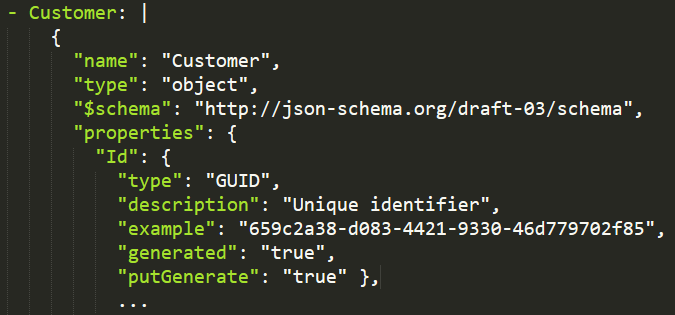 - Customer: |
{
"name": "Customer",
"type": "object",
"$schema": "http://json-schema.org/draft-03/schema",
"properties": {
"Id": {
"type": "GUID",
"description": "Unique identifier",
"example": "659c2a38-d083-4421-9330-46d779702f85",
"generated": "true",
"putGenerate": "true" },
...